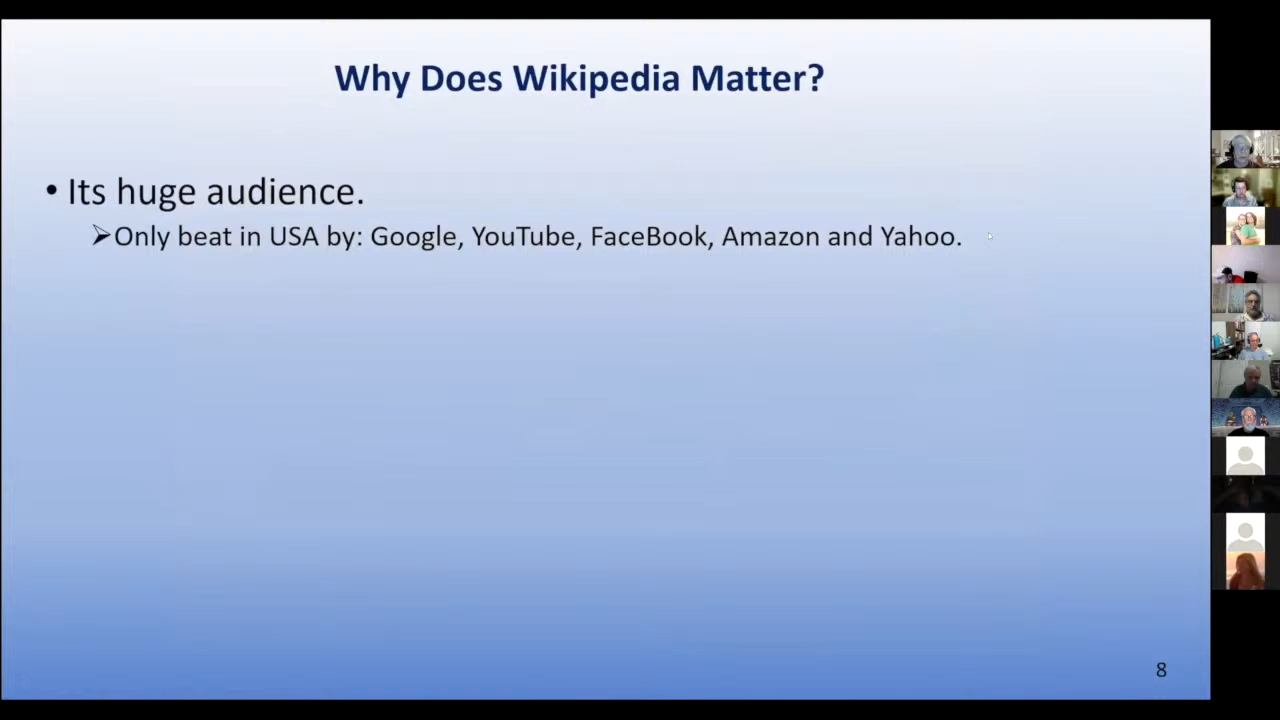 Why Does Wikipedia Matter?
• Its huge audience.
➢Only beat in USA by: Google, YouTube, FaceBook, Amazon and Yahoo.
8